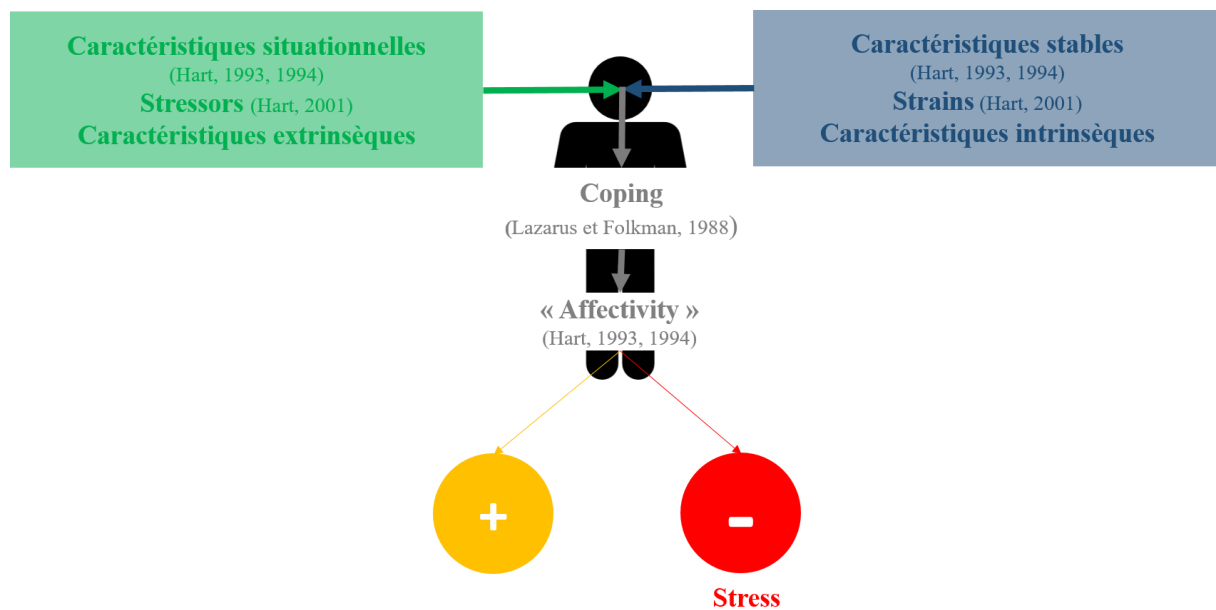 Caractéristiques situationnelles
(Hart, 1993, 1994)
Stressors (Hart, 2001)
Caractéristiques extrinsèques
Caractéristiques stables
(Hart, 1993, 1994)
Strains (Hart, 2001)
Caractéristiques intrinsèques
Coping
(Lazarus et Folkman, 1988)
« Affectivity »
(Hart, 1993, 1994)
+
-
Stress